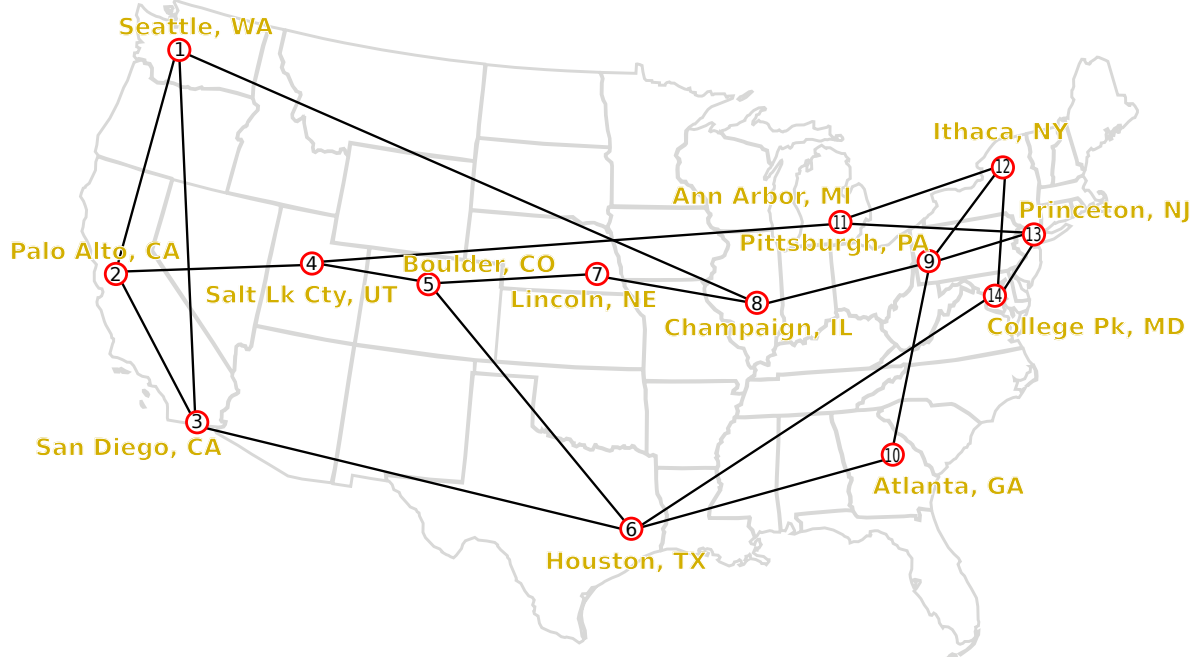 Seattle, WA
1
Ithaca, NY
12
Ann Arbor, MI
11
Princeton, NJ
13
Pittsburgh, PA
9
Palo Alto, CA
2
4
Boulder, CO
5
7
Salt Lk Cty, UT
Lincoln, NE
8
Champaign, IL
14
College Pk, MD
3
San Diego, CA
10
Atlanta, GA
6
Houston, TX